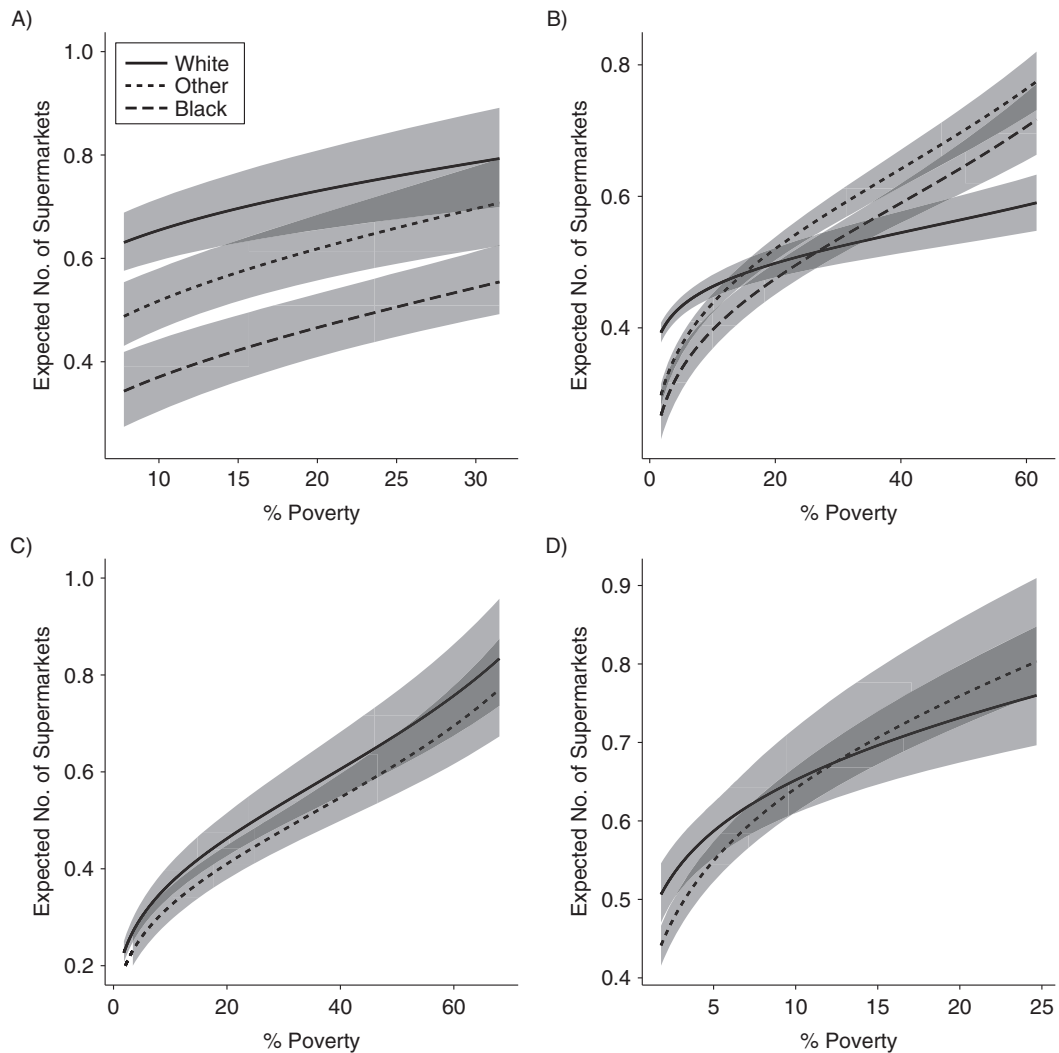 A)
Expected No. of Supermarkets
1.0
0.8
0.6
0.4
White
Other
Black
10 15 20 25 30
% Poverty
B)
Expected No. of Supermarkets
0.8
0.6
0.4
0 20 40 60
% Poverty
C)
Expected No. of Supermarkets
1.0
0.8
0.6
0.4
0.2
0 20 40 60
% Poverty
D)
Expected No. of Supermarkets
0.9
0.8
0.7
0.6
0.5
0.4
5 10 15 20 25
% Poverty